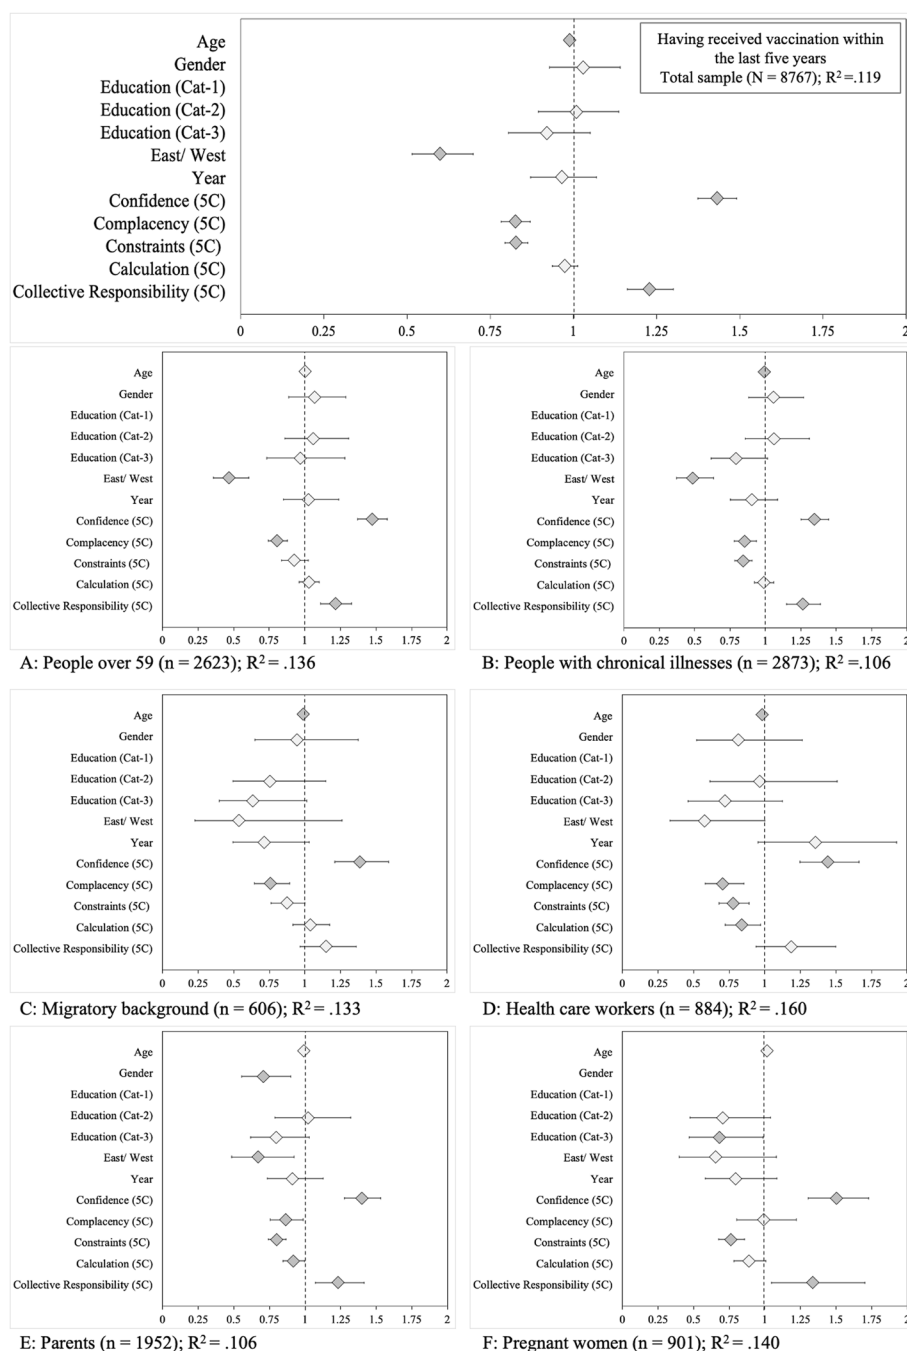 Having received vaccination within
the last five years
Total sample (N = 8767); R² =.119
Age
Gender
Education (Cat-1)
Education (Cat-2)
Education (Cat-3)
East/ West
Year
Confidence (5C)
Complacency (5C)
Constraints (5C)
Calculation (5C)
Collective Responsibility (5C)
0 0.25 0.5 0.75 1 1.25 1.5 1.75 2
Age
Gender
Education (Cat-1)
Education (Cat-2)
Education (Cat-3)
East/ West
Year
Confidence (5C)
Complacency (5C)
Constraints (5C)
Calculation (5C)
Collective Responsibility (5C)
0 0.25 0.5 0.75 1 1.25 1.5 1.75 2
A: People over 59 (n = 2623); R² = .136
Age
Gender
Education (Cat-1)
Education (Cat-2)
Education (Cat-3)
East/ West
Year
Confidence (5C)
Complacency (5C)
Constraints (5C)
Calculation (5C)
Collective Responsibility (5C)
0 0.25 0.5 0.75 1 1.25 1.5 1.75 2
B: People with chronical illnesses (n = 2873); R² =.106
Age
Gender
Education (Cat-1)
Education (Cat-2)
Education (Cat-3)
East/ West
Year
Confidence (5C)
Complacency (5C)
Constraints (5C)
Calculation (5C)
Collective Responsibility (5C)
0 0.25 0.5 0.75 1 1.25 1.5 1.75 2
C: Migratory background (n = 606); R² = .133
Age
Gender
Education (Cat-1)
Education (Cat-2)
Education (Cat-3)
East/ West
Year
Confidence (5C)
Complacency (5C)
Constraints (5C)
Calculation (5C)
Collective Responsibility (5C)
0 0.25 0.5 0.75 1 1.25 1.5 1.75 2
D: Health care workers (n = 884); R² = .160
Age
Gender
Education (Cat-1)
Education (Cat-2)
Education (Cat-3)
East/ West
Year
Confidence (5C)
Complacency (5C)
Constraints (5C)
Calculation (5C)
Collective Responsibility (5C)
0 0.25 0.5 0.75 1 1.25 1.5 1.75 2
E: Parents (n = 1952); R² = .106
Age
Gender
Education (Cat-1)
Education (Cat-2)
Education (Cat-3)
East/ West
Year
Confidence (5C)
Complacency (5C)
Constraints (5C)
Calculation (5C)
Collective Responsibility (5C)
0 0.25 0.5 0.75 1 1.25 1.5 1.75 2
F: Pregnant women (n = 901); R² = .140